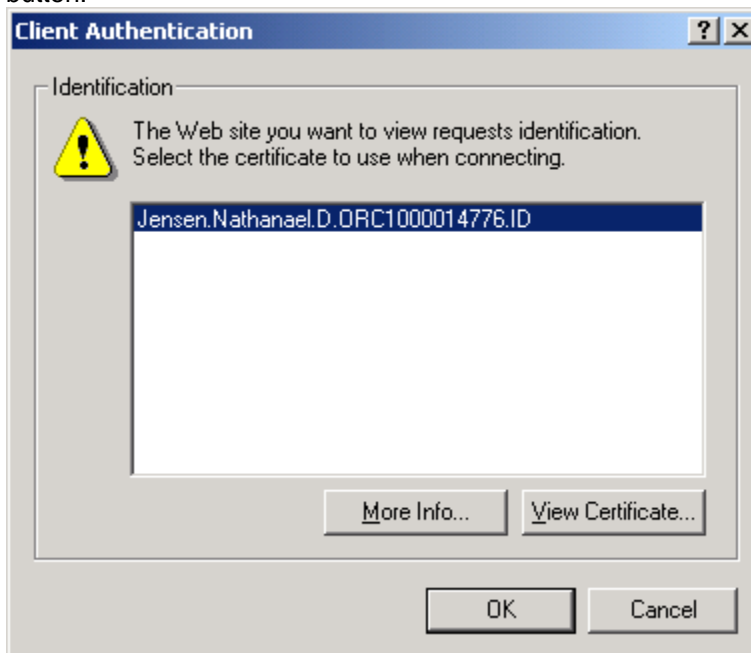 button.
Client Authentication
Identification
The Web site you want to view requests identification.
Select the certificate to use when connecting.
Jensen.Nathanael.D.ORC1000014776.ID
More Info...
View Certificate...
OK
Cancel